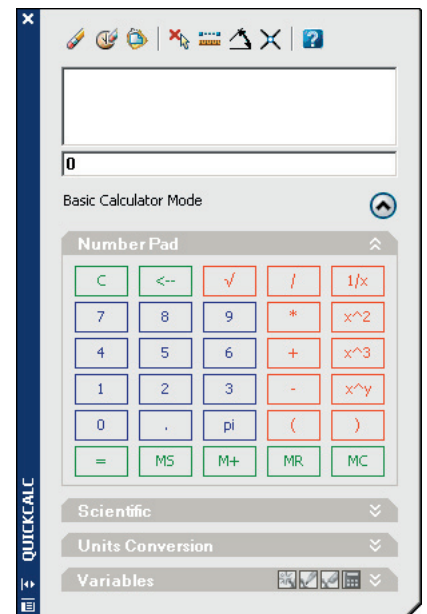 0
Basic Calculator Mode
Number Pad
C <-- √ / 1/x
7 8 9 * x^2
4 5 6 + x^3
1 2 3 - x^y
0 . pi ( )
= MS M+ MR MC
Scientific
Units Conversion
Variables
QUICKCALC